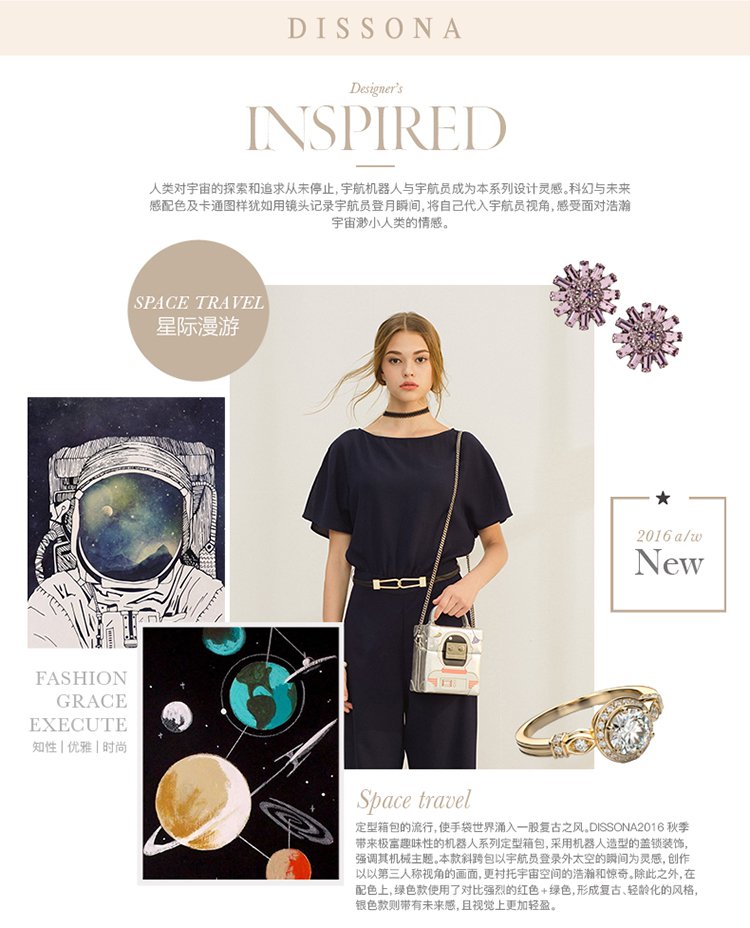 DISSONA
Designer's
INSPIRED
人类对宇宙的探索和追求从未停止,宇航机器人与宇航员成为本系列设计灵感。科幻与未来
感配色及卡通图样犹如用镜头记录宇航员登月瞬间,将自己代入宇航员视角,感受面对浩瀚
宇宙渺小人类的情感。
SPACE TRAVEL
星际漫游
2016 a/w
New
FASHION
GRACE
EXECUTE
知性|优雅|时尚
Space travel
定型箱包的流行,使手袋世界涌入一股复古之风。DISSONA2016 秋季
带来极富趣味性的机器人系列定型箱包,采用机器人造型的盖锁装饰,
强调其机械主题。本款斜跨包以宇航员登录外太空的瞬间为灵感,创作
以以第三人称视角的画面,更衬托宇宙空间的浩瀚和惊奇。除此之外,在
配色上,绿色款使用了对比强烈的红色+绿色,形成复古、轻龄化的风格,
银色款则带有未来感,且视觉上更加轻盈。